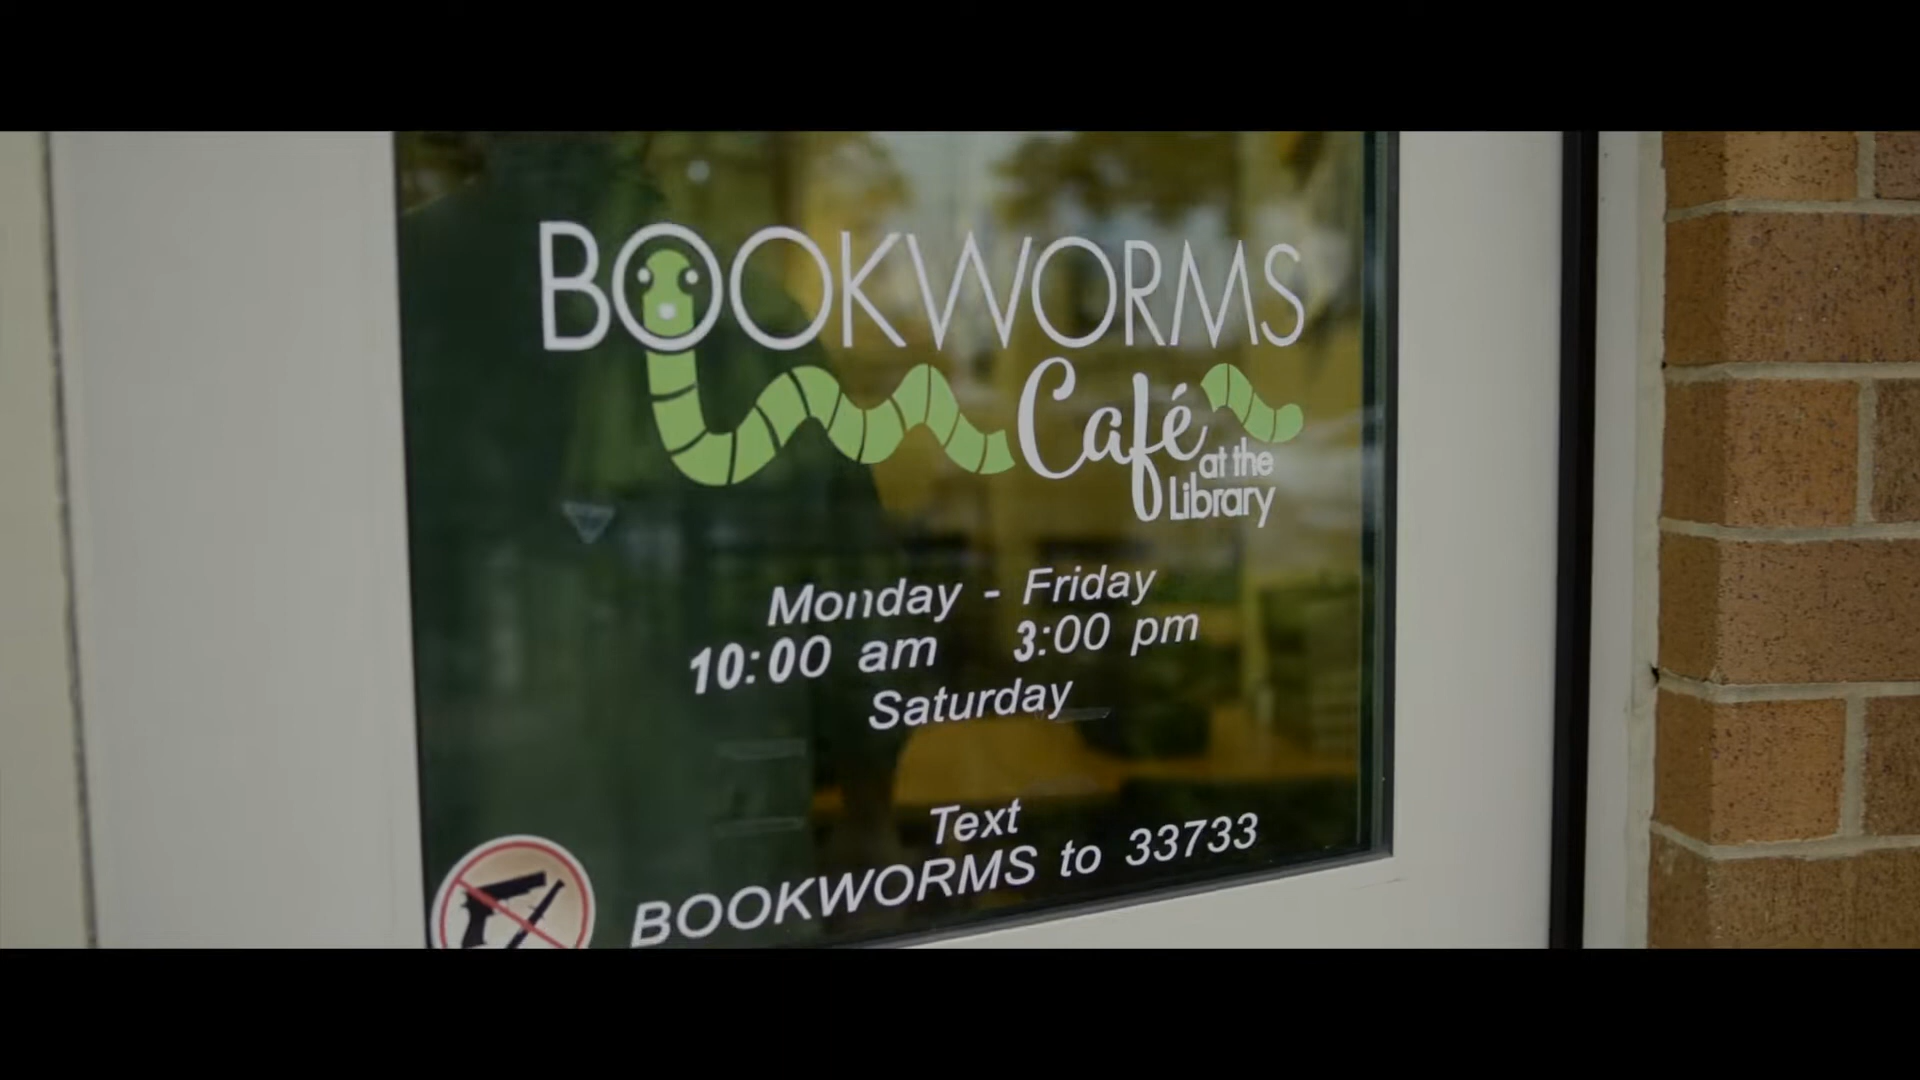 BOOKWORMS
Café
at the
Library
Monday - Friday
10:00 am 3:00 pm
Saturday
Text
BOOKWORMS to 33733